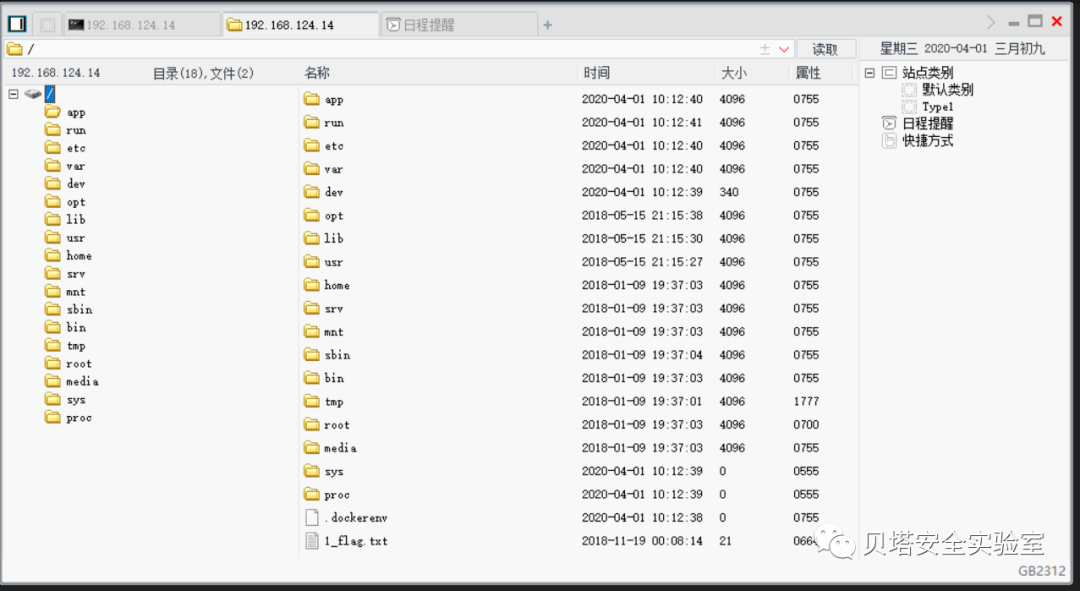 192.168.124.14 192.168.124.14 日程提醒 +
/ 读取 星期三 2020-04-01 三月初九
192.168.124.14 目录(18),文件(2) 名称 时间 大小 属性
/
app
run
etc
var
dev
opt
lib
usr
home
srv
mnt
sbin
bin
tmp
root
media
sys
proc
app 2020-04-01 10:12:40 4096 0755
run 2020-04-01 10:12:41 4096 0755
etc 2020-04-01 10:12:40 4096 0755
var 2020-04-01 10:12:40 4096 0755
dev 2020-04-01 10:12:39 340 0755
opt 2018-05-15 21:15:38 4096 0755
lib 2018-05-15 21:15:30 4096 0755
usr 2018-05-15 21:15:27 4096 0755
home 2018-01-09 19:37:03 4096 0755
srv 2018-01-09 19:37:03 4096 0755
mnt 2018-01-09 19:37:03 4096 0755
sbin 2018-01-09 19:37:04 4096 0755
bin 2018-01-09 19:37:03 4096 0755
tmp 2018-01-09 19:37:01 4096 1777
root 2018-01-09 19:37:03 4096 0700
media 2018-01-09 19:37:03 4096 0755
sys 2020-04-01 10:12:39 0 0555
proc 2020-04-01 10:12:39 0 0555
.dockerenv 2020-04-01 10:12:38 0 0755
1_flag.txt 2018-11-19 00:08:14 21
站点类别
默认类别
Type1
日程提醒
快捷方式
贝塔安全实验室
GB2312